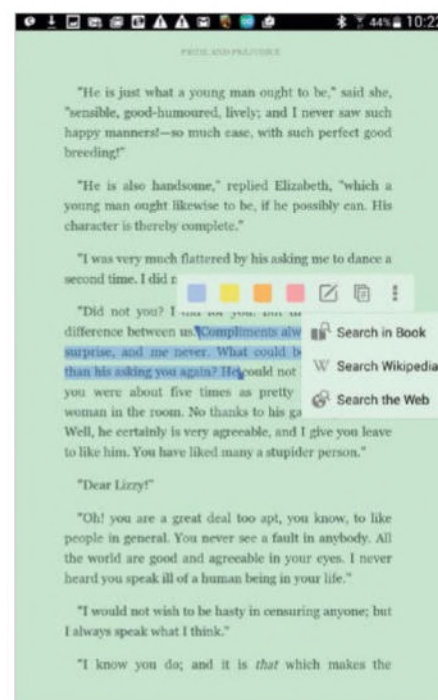 44% 10:22
PRIDE AND PREJUDICE
"He is just what a young man ought to be," said she,
"sensible, good-humoured, lively; and I never saw such
happy manners!—so much ease, with such perfect good
breeding!"
"He is also handsome," replied Elizabeth, "which a
young man ought likewise to be, if he possibly can. His
character is thereby complete."
"I was very much flattered by his asking me to dance a
second time. I did
"Did not you? I
difference between us. Compliments
surprise, and me never. What could
than his asking you again? He could not
you were about five times as pretty
woman in the room. No thanks to his
Well, he certainly is very agreeable, and I give you leave
to like him. You have liked many a stupider person."
Search in Book
Search Wikipedia
Search the Web
"Dear Lizzy!"
"Oh! you are a great deal too apt, you know, to like
people in general. You never see a fault in anybody. All
the world are good and agreeable in your eyes. I never
heard you speak ill of a human being in your life."
"I would not wish to be hasty in censuring anyone; but
I always speak what I think."
"I know you do; and it is that which makes the